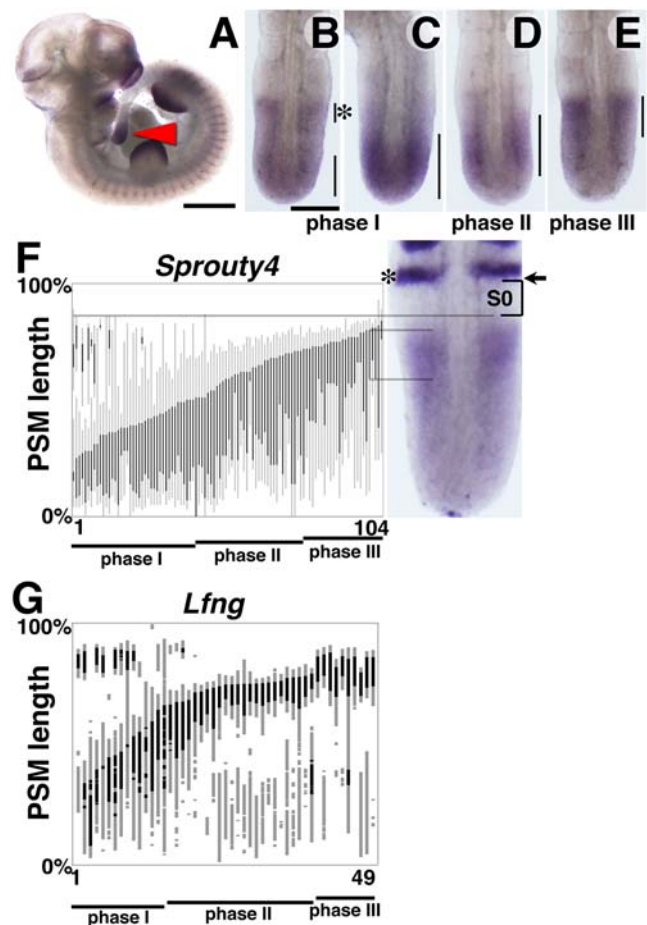 A
B
C
D
E
*
phase I
phase II
phase III
F
Sprouty4
100%
PSM length
0%
1
104
phase I
phase II
phase III
*
S0
G
Lfng
100%
PSM length
0%
1
49
phase I
phase II
phase III